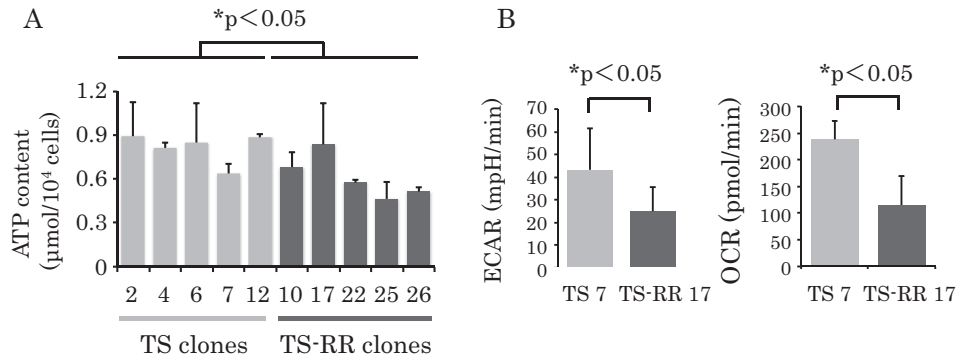 A
*p<0.05
ATP content
(μmol/10⁴ cells)
1.2
0.9
0.6
0.3
0
2 4 6 7 12 10 17 22 25 26
TS clones
TS-RR clones
B
*p<0.05
ECAR (mpH/min)
70
60
50
40
30
20
10
0
TS 7 TS-RR 17
*p<0.05
OCR (pmol/min)
300
250
200
150
100
50
0
TS 7 TS-RR 17